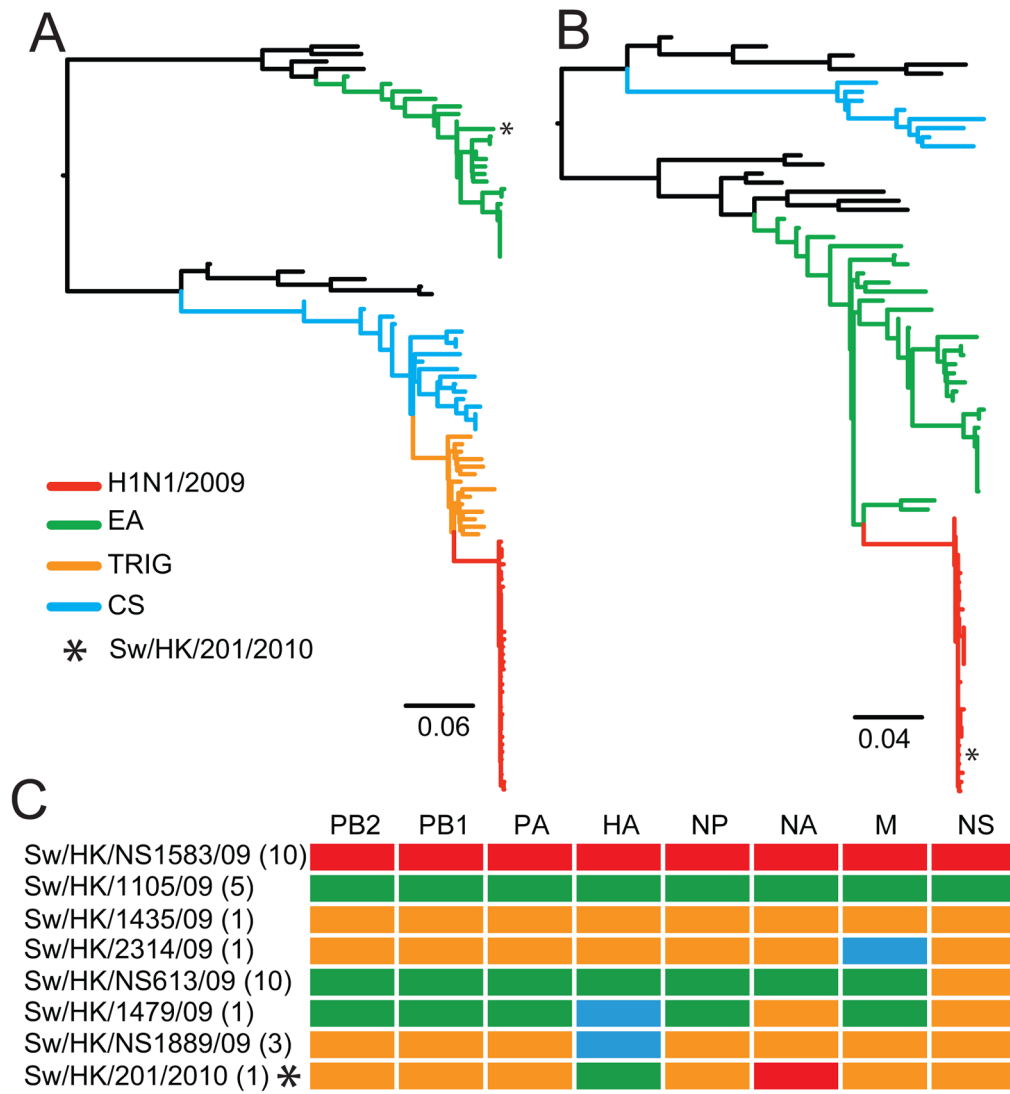 A B
H1N1/2009
EA
TRIG
CS
* Sw/HK/201/2010
0.06
0.04
*
*
C
PB2 PB1 PA HA NP NA M NS
Sw/HK/NS1583/09 (10)
Sw/HK/1105/09 (5)
Sw/HK/1435/09 (1)
Sw/HK/2314/09 (1)
Sw/HK/NS613/09 (10)
Sw/HK/1479/09 (1)
Sw/HK/NS1889/09 (3)
Sw/HK/201/2010 (1) *